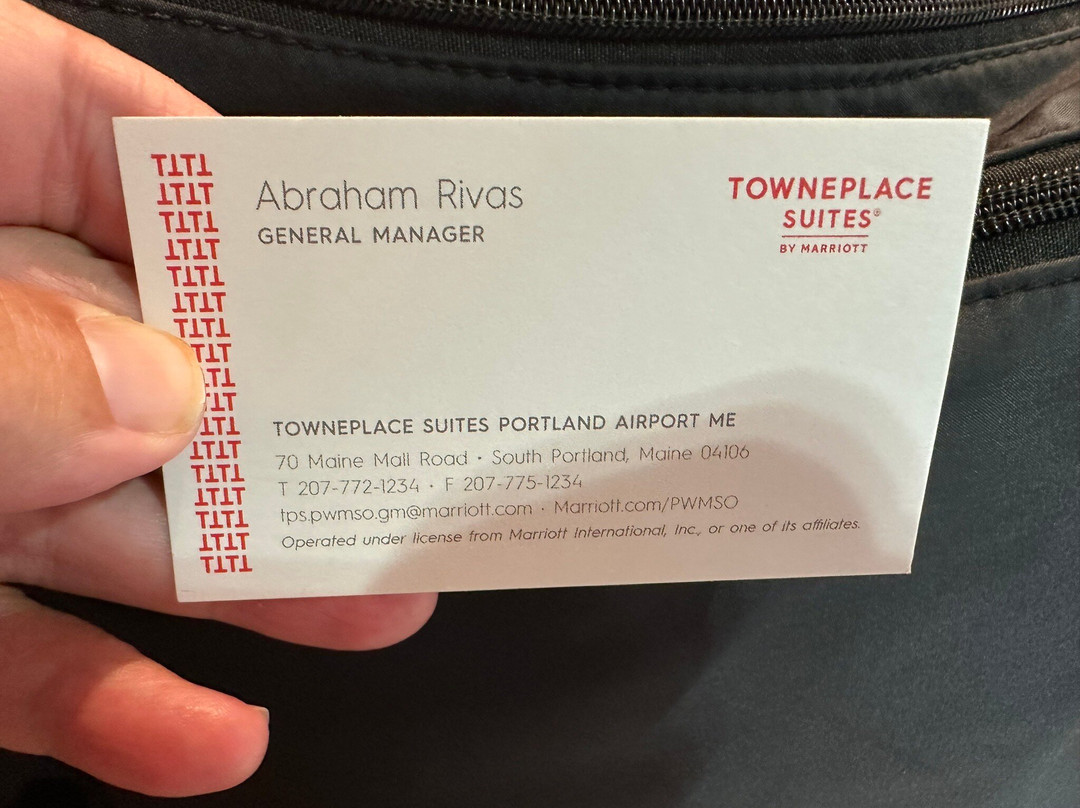 Abraham Rivas
GENERAL MANAGER
TOWNEPLACE
SUITES®
BY MARRIOTT
TOWNEPLACE SUITES PORTLAND AIRPORT ME
70 Maine Mall Road · South Portland, Maine 04106
T 207-772-1234 · F 207-775-1234
tps.pwmso.gm@marriott.com · Marriott.com/PWMSO
Operated under license from Marriott International, Inc., or one of its affiliates.